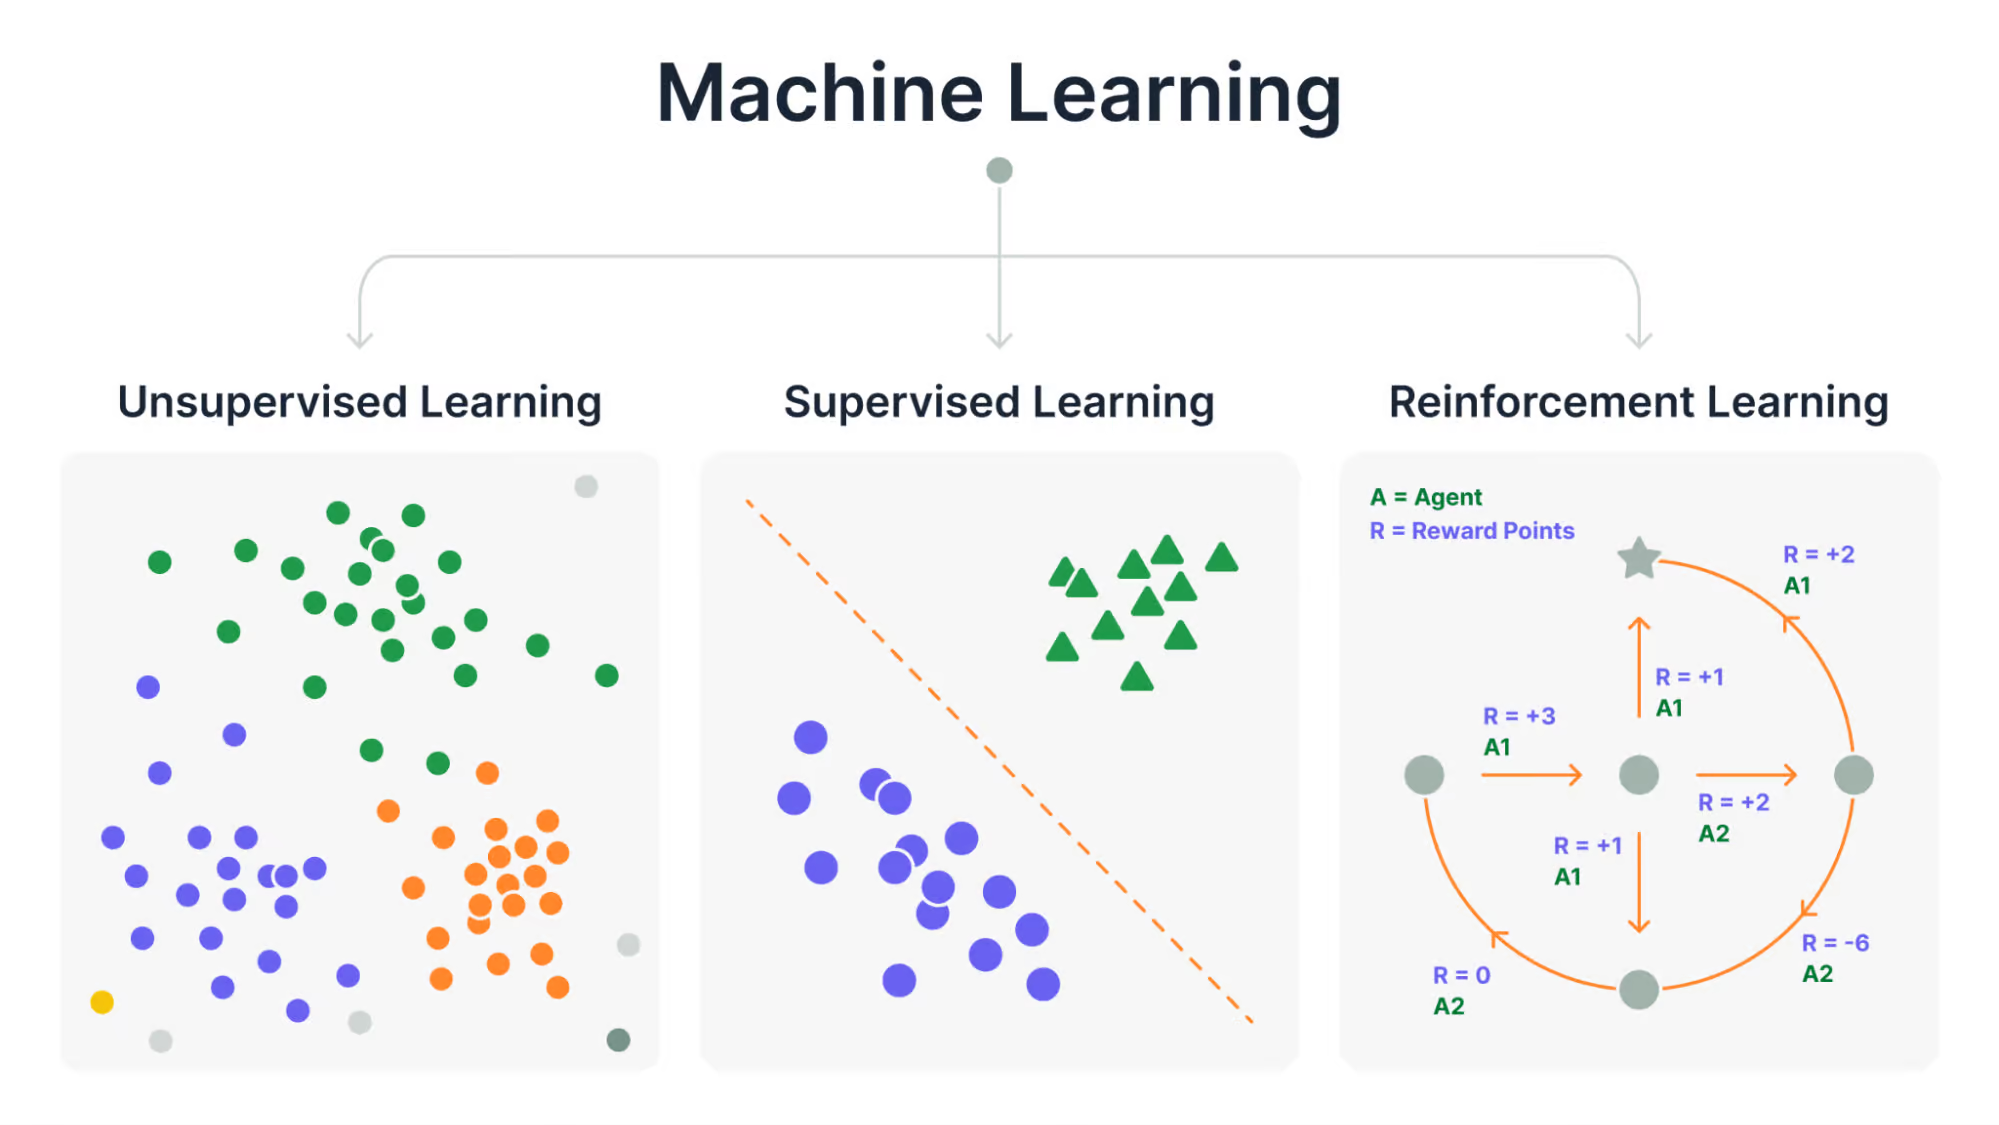 Machine Learning
Unsupervised Learning
Supervised Learning
Reinforcement Learning
A = Agent
R = Reward Points
R = +2
A1
R = +1
A1
R = +3
A1
R = +2
A2
R = +1
A1
R = -6
A2
R = 0
A2